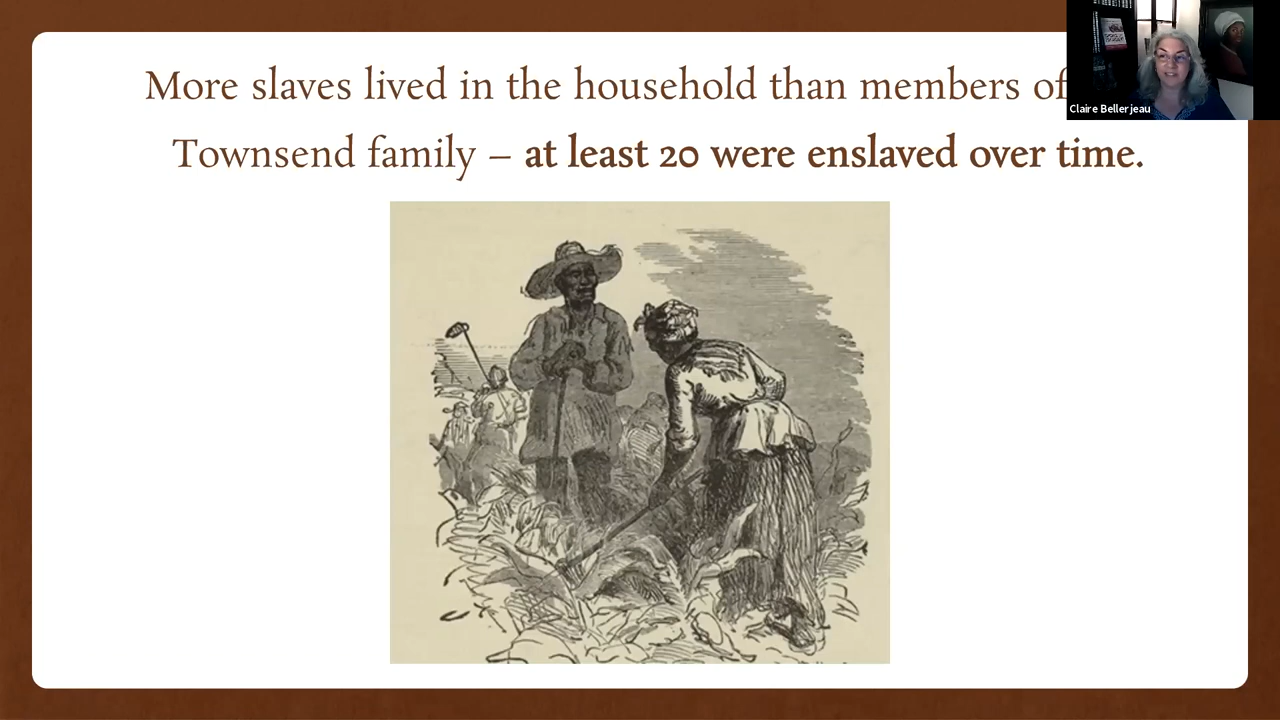 More slaves lived in the household than members of
Townsend family – at least 20 were enslaved over time.
Claire Bellerjeau